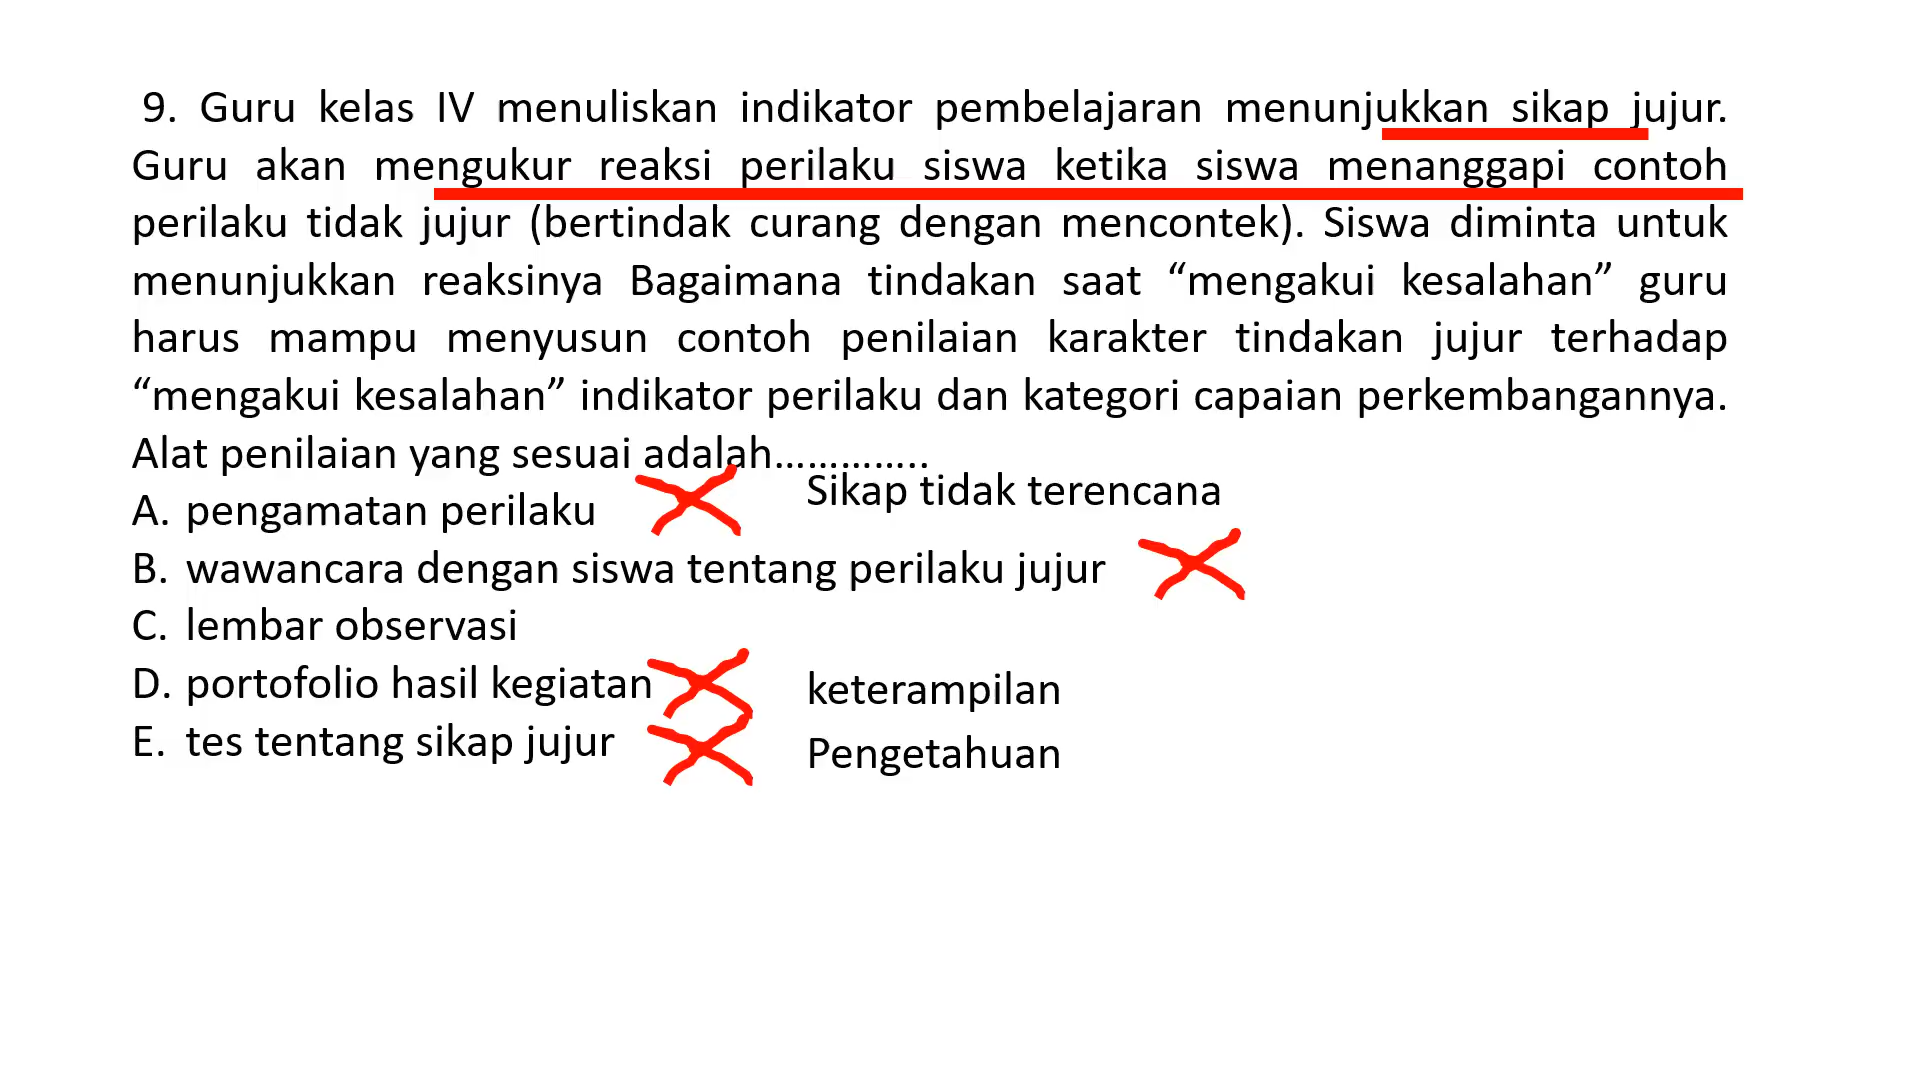 9. Guru kelas IV menuliskan indikator pembelajaran menunjukkan sikap jujur.
Guru akan mengukur reaksi perilaku siswa ketika siswa menanggapi contoh
perilaku tidak jujur (bertindak curang dengan mencontek). Siswa diminta untuk
menunjukkan reaksinya Bagaimana tindakan saat “mengakui kesalahan” guru
harus mampu menyusun contoh penilaian karakter tindakan jujur terhadap
“mengakui kesalahan” indikator perilaku dan kategori capaian perkembangannya.
Alat penilaian yang sesuai adalah…………..
A. pengamatan perilaku
Sikap tidak terencana
B. wawancara dengan siswa tentang perilaku jujur
C. lembar observasi
D. portofolio hasil kegiatan
keterampilan
E. tes tentang sikap jujur
Pengetahuan